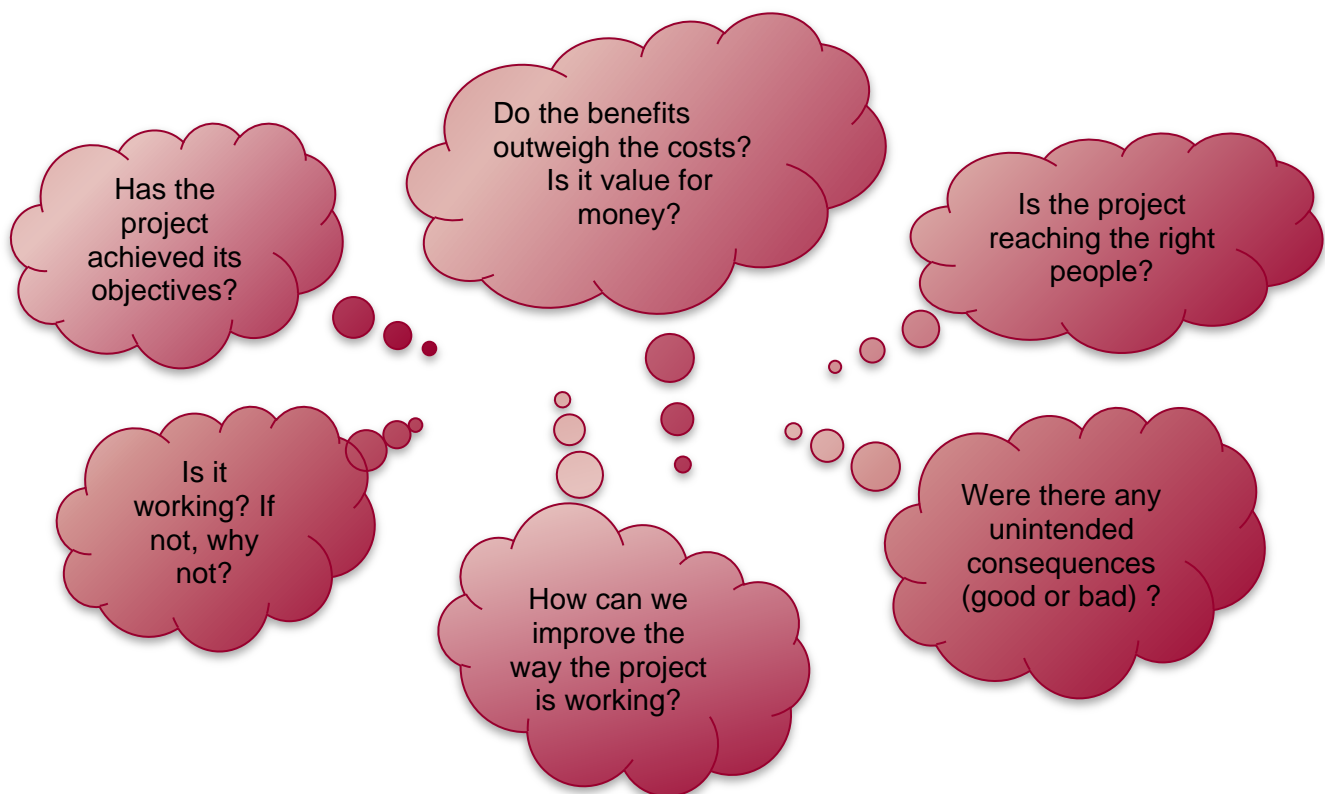 Has the
project
achieved its
objectives?
Do the benefits
outweigh the costs?
Is it value for
money?
Is the project
reaching the right
people?
Is it
working? If
not, why
not?
How can we
improve the
way the project
is working?
Were there any
unintended
consequences
(good or bad) ?